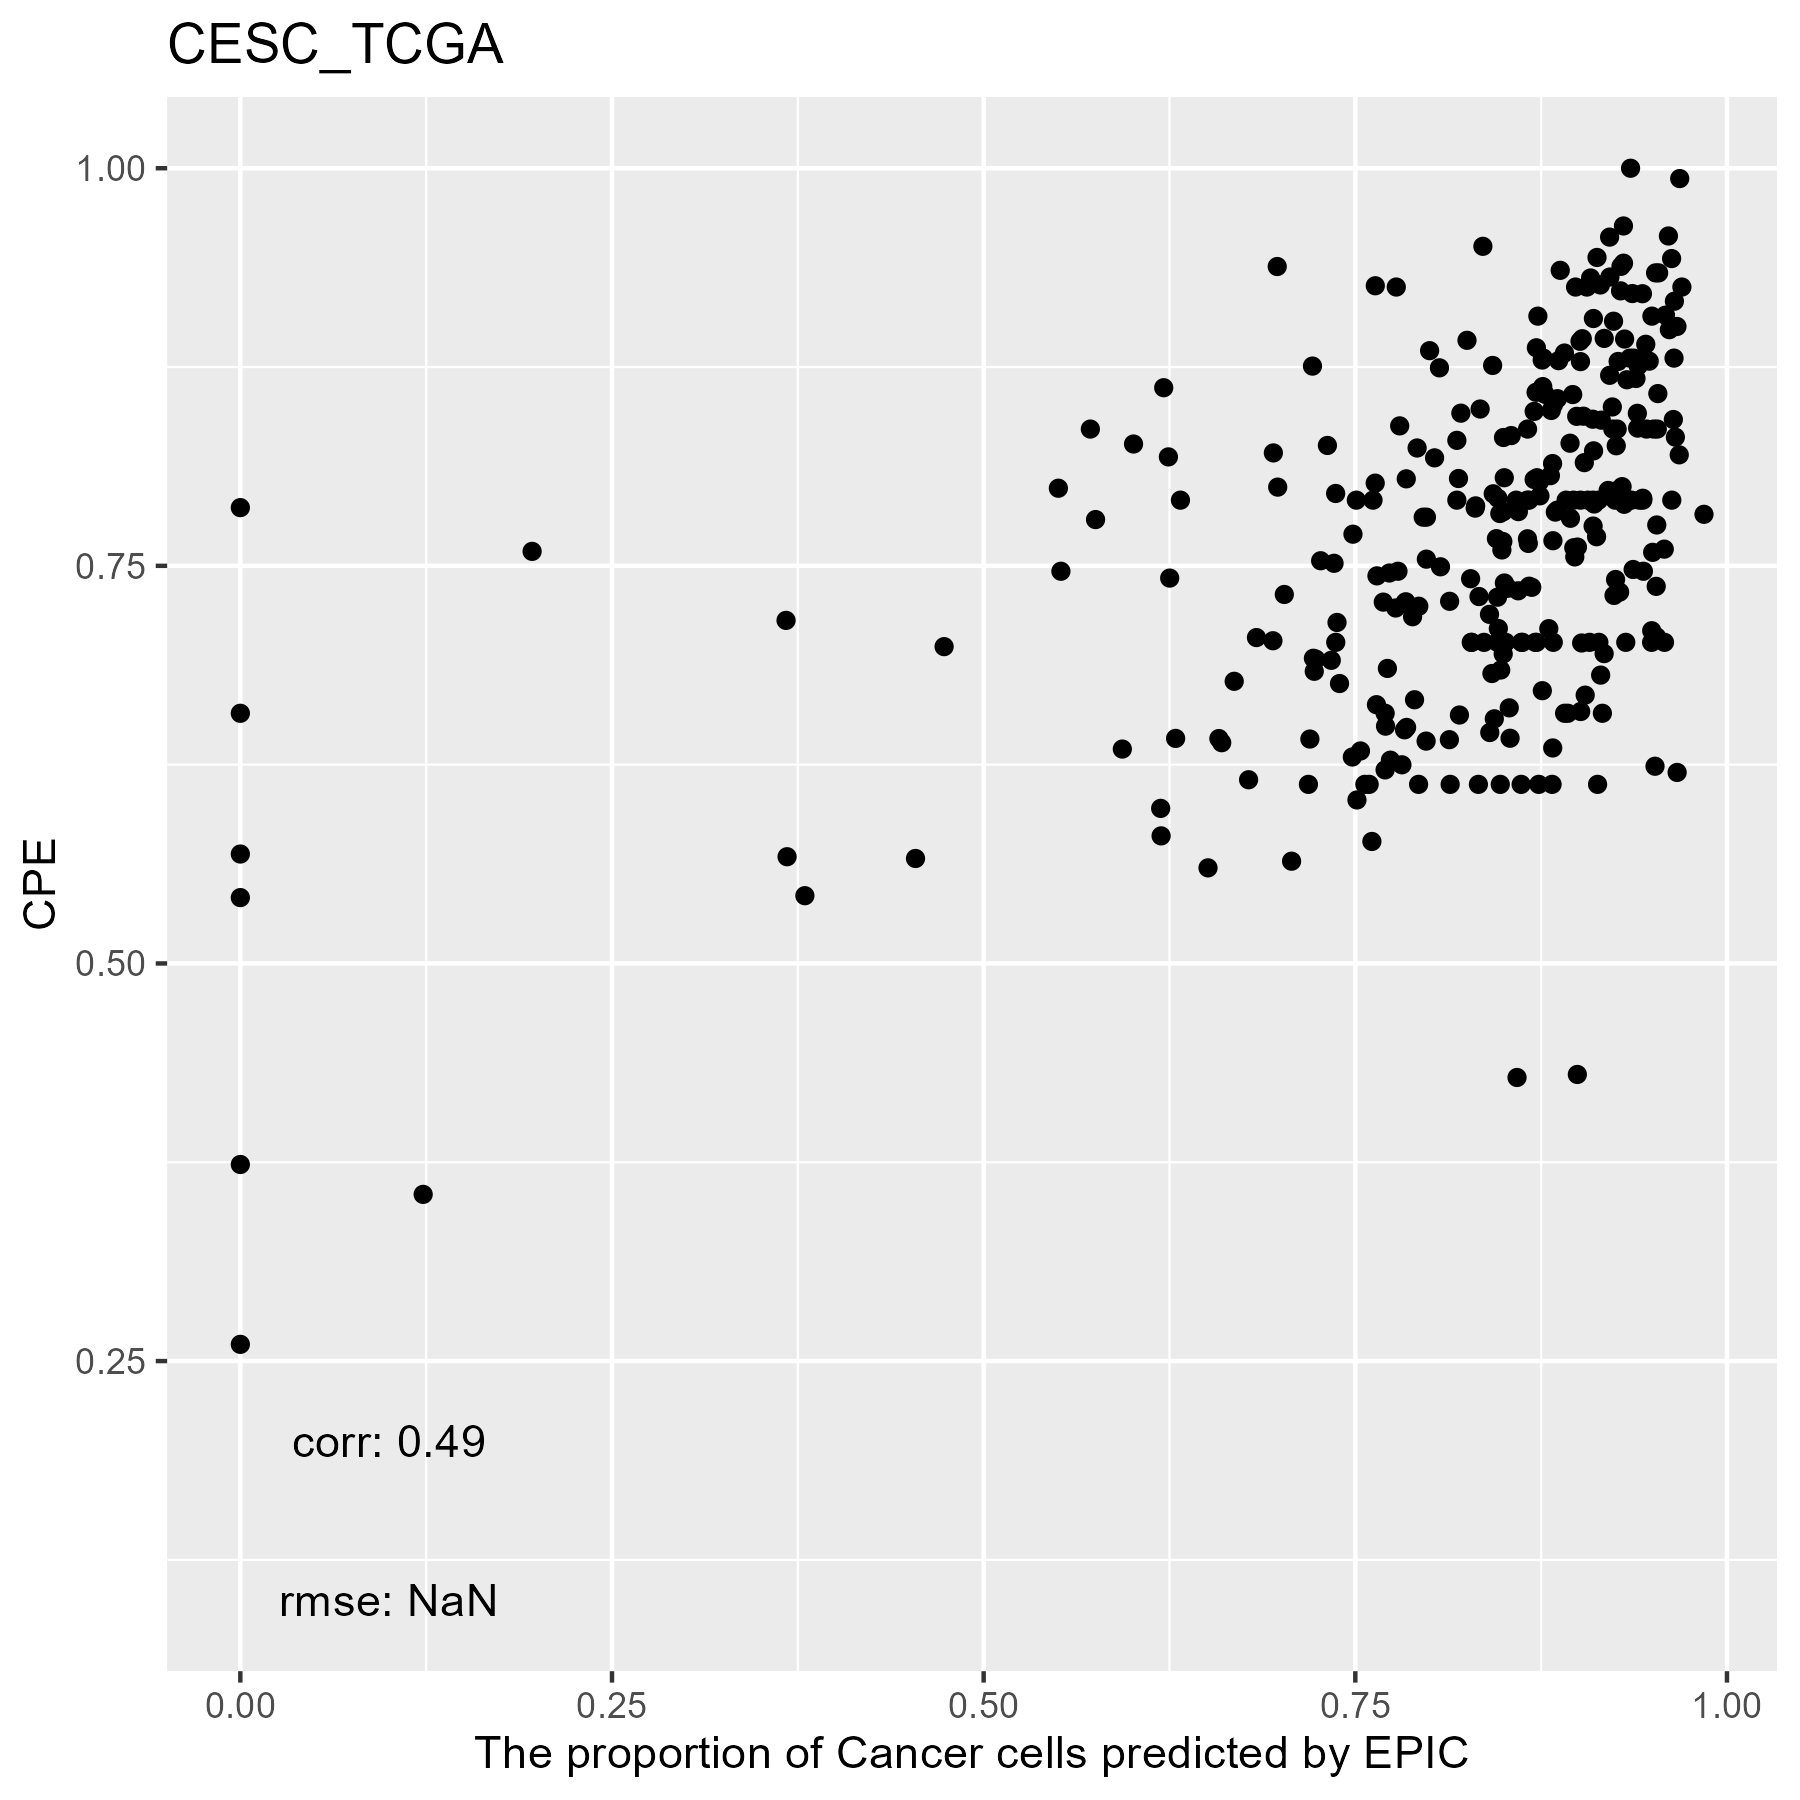 CESC_TCGA
1.00
0.75
0.50
0.25
CPE
corr: 0.49
rmse: NaN
0.00 0.25 0.50 0.75 1.00
The proportion of Cancer cells predicted by EPIC